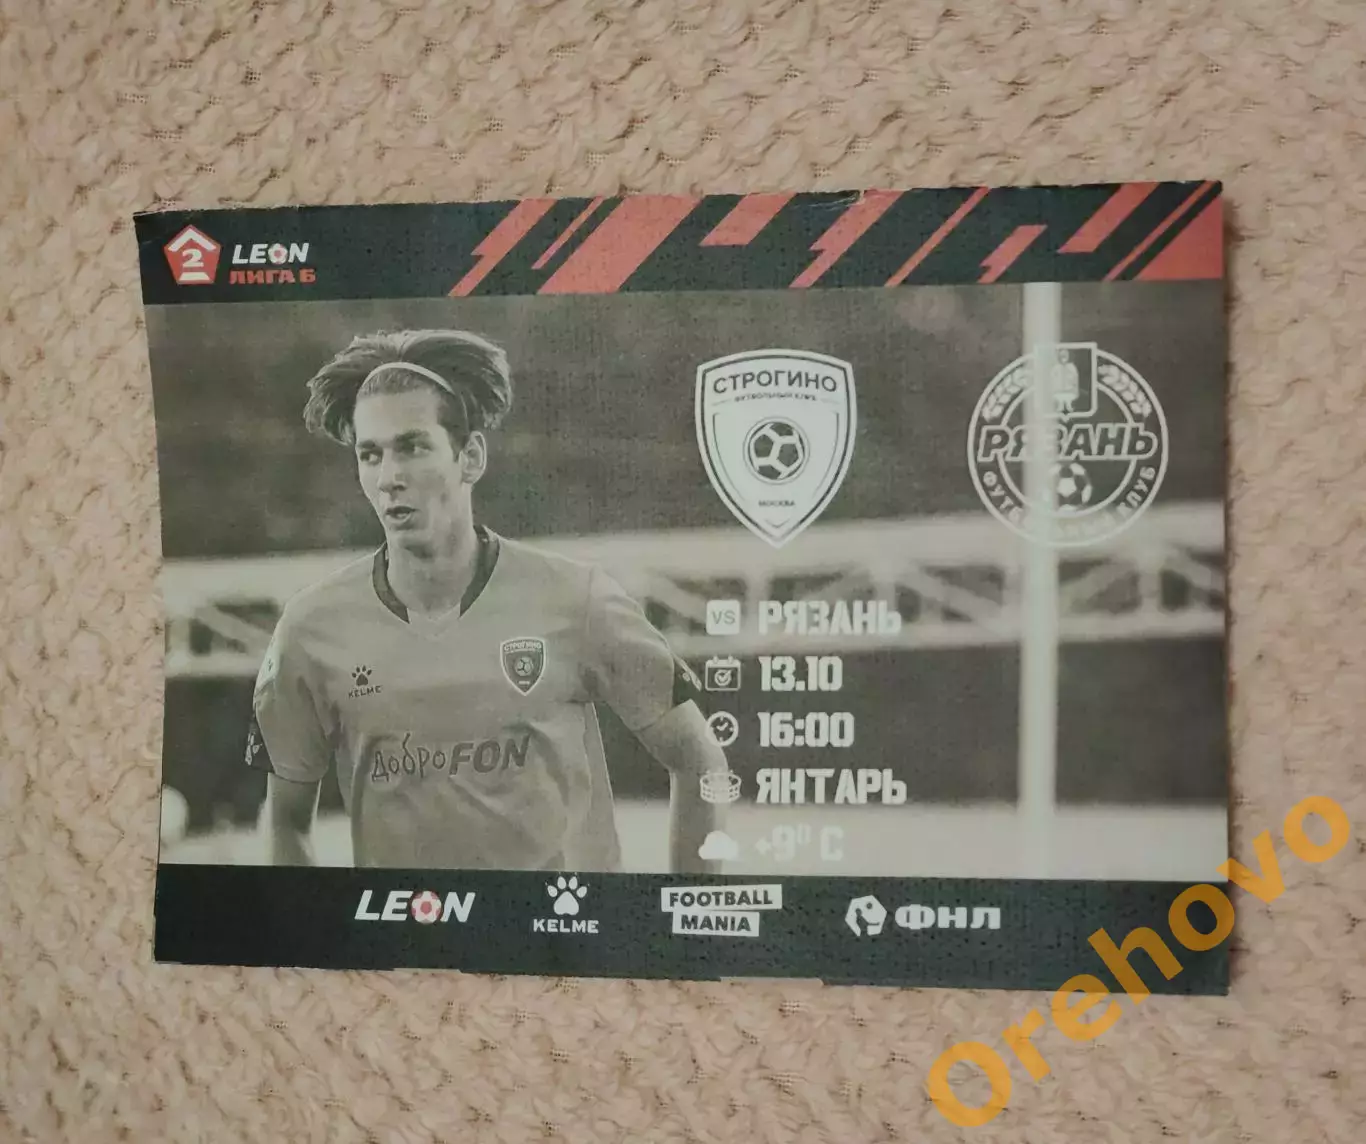 2
LEON
ЛИГА Б
СТРОГИНО
ФУТБОЛЬНЫЙ КЛУБ
МОСКВА
РЯЗАНЬ
ФУТБОЛЬНЫЙ КЛУБ
VS РЯЗАНЬ
13.10
16:00
ЯНТАРЬ
+9° C
СТРОГИНО
KELME
ДоброFON
LEON
KELME
FOOTBALL
MANIA
ФНЛ
Orehovo